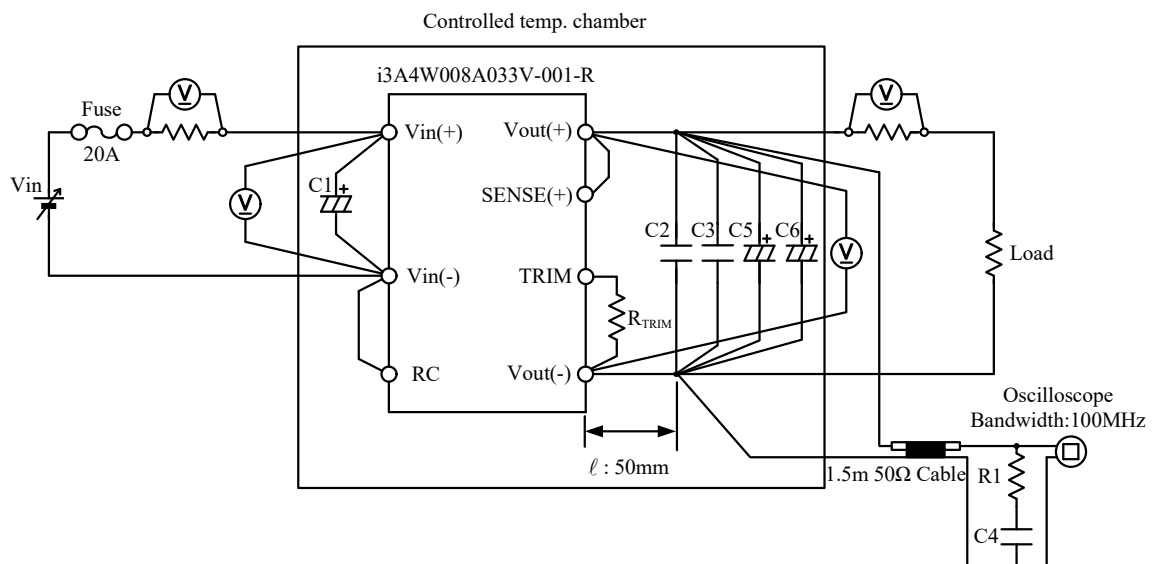 Controlled temp. chamber
i3A4W008A033V-001-R
V
V
Fuse
20A
Vin(+)
Vout(+)
Vin
V
C1
+
SENSE(+)
C2
C3
C5
+
C6
+
V
Load
Vin(-)
TRIM
RTRIM
RC
Vout(-)
Oscilloscope
Bandwidth:100MHz
ℓ : 50mm
1.5m 50Ω Cable
R1
C4